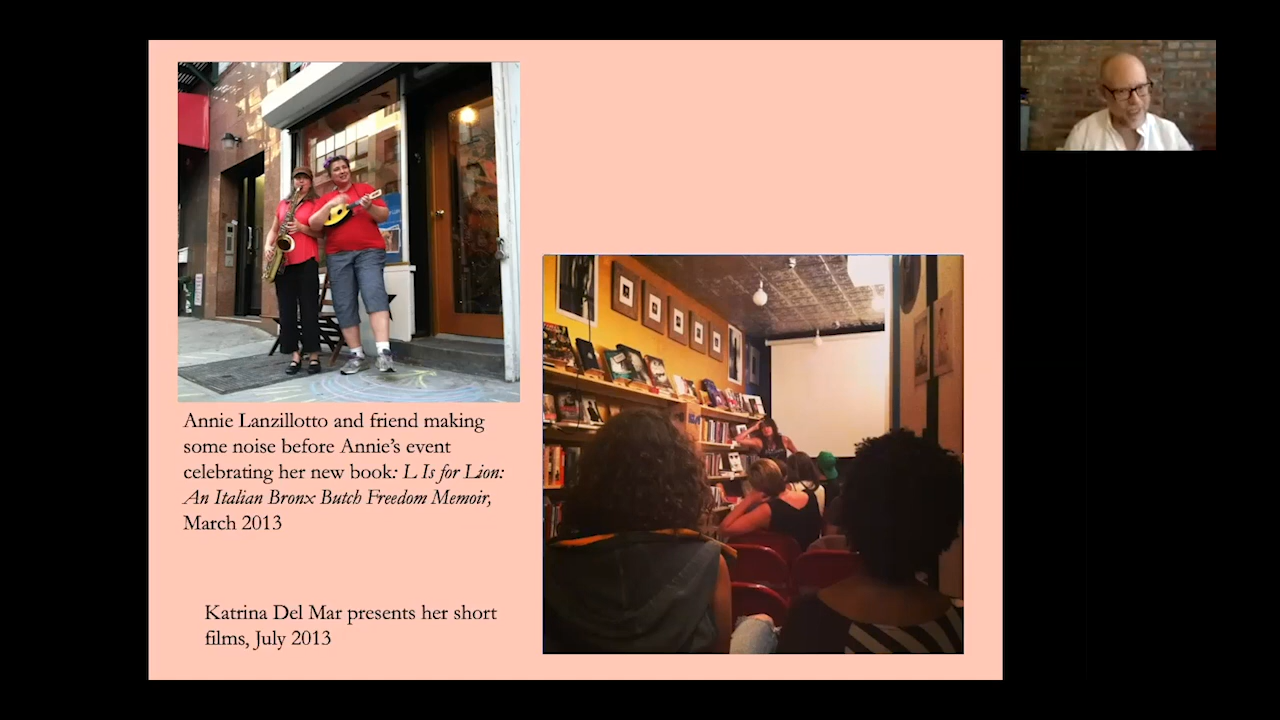 Annie Lanzillotto and friend making
some noise before Annie's event
celebrating her new book: L Is for Lion:
An Italian Bronx Butch Freedom Memoir,
March 2013
Katrina Del Mar presents her short
films, July 2013